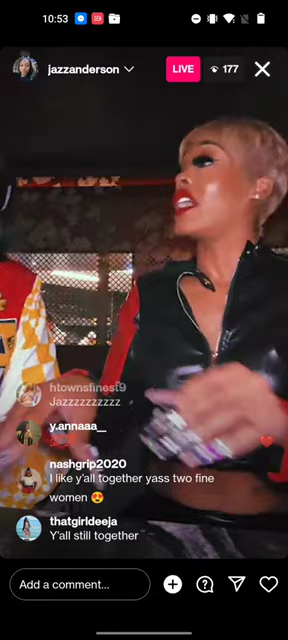 10:53
jazzanderson
LIVE
177
htownsfinest9
Jazzzzzzzzzz
y.annaaa__
nashgrip2020
I like y'all together yass two fine
women 😍
thatgirldeeja
Y'all still together
Add a comment...